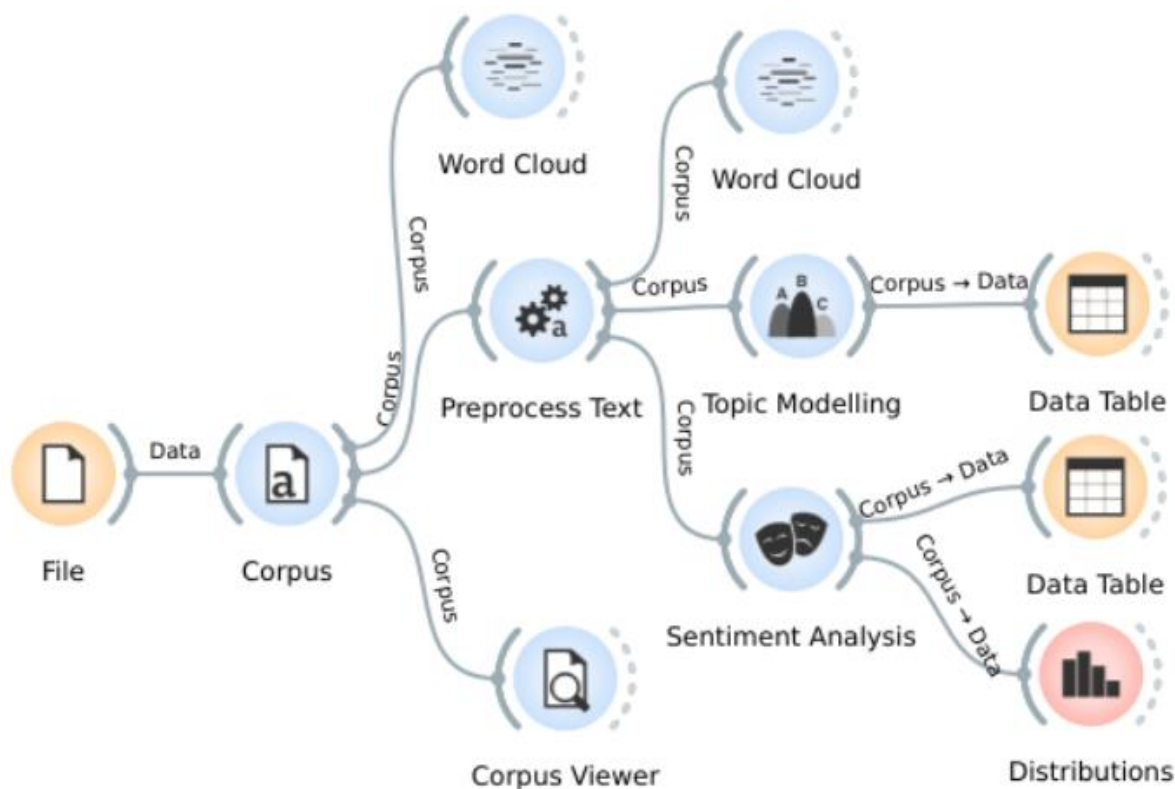 Word Cloud
Word Cloud
Corpus
Corpus
Corpus
Corpus → Data
A
B
C
Corpus
a
Preprocess Text
Topic Modelling
Data Table
Data
a
Corpus
Corpus → Data
File
Corpus
Corpus
Corpus → Data
Data Table
Sentiment Analysis
Corpus Viewer
Distributions